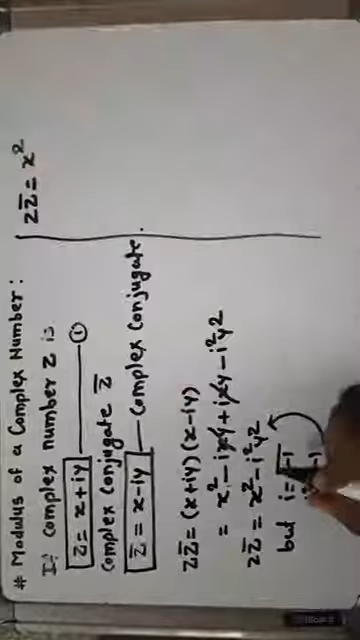 # Modulus of a Complex Number:
If complex number z is
z = x + iy ——— ①
complex conjugate z̄
z̄ = x - iy — complex conjugate.
zz̄ = (x + iy) (x - iy)
= x² - ixy + ixy - i²y²
zz̄ = x² - i²y²
but i = √-1
zz̄ = x²